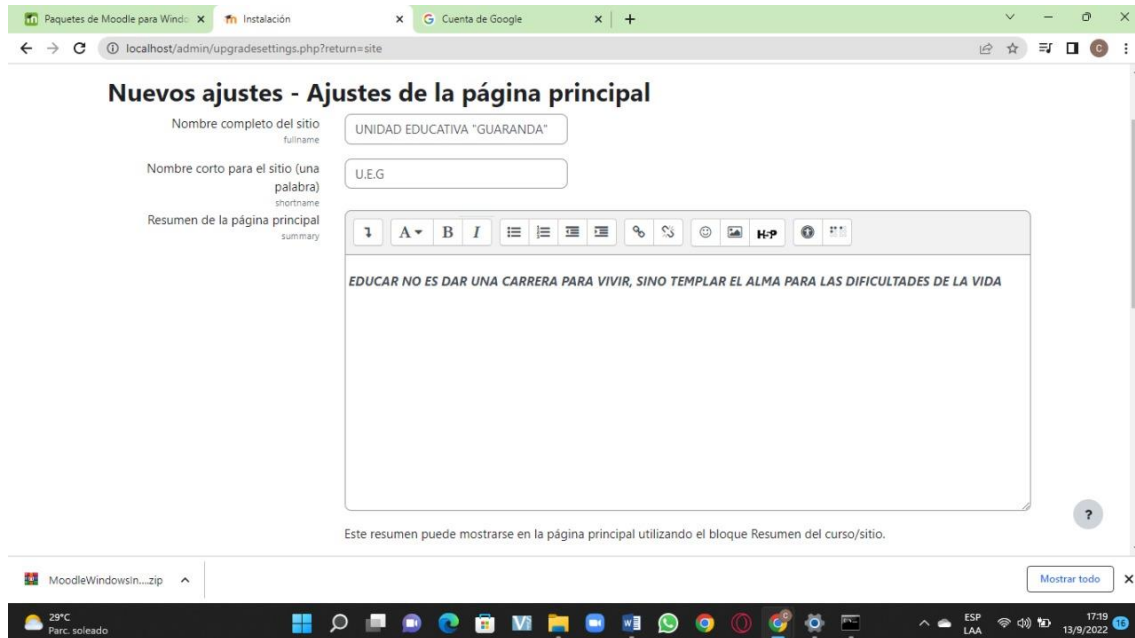 Paquetes de Moodle para Windo
Instalación
Cuenta de Google
localhost/admin/upgradesettings.php?return=site
C
Nuevos ajustes - Ajustes de la página principal
Nombre completo del sitio
fullname
UNIDAD EDUCATIVA "GUARANDA"
Nombre corto para el sitio (una
palabra)
shortname
U.E.G
Resumen de la página principal
summary
A B I H-P
EDUCAR NO ES DAR UNA CARRERA PARA VIVIR, SINO TEMPLAR EL ALMA PARA LAS DIFICULTADES DE LA VIDA
?
Este resumen puede mostrarse en la página principal utilizando el bloque Resumen del curso/sitio.
MoodleWindowsIn....zip
Mostrar todo
29°C
Parc. soleado
ESP
LAA
17:19
13/9/2022
16